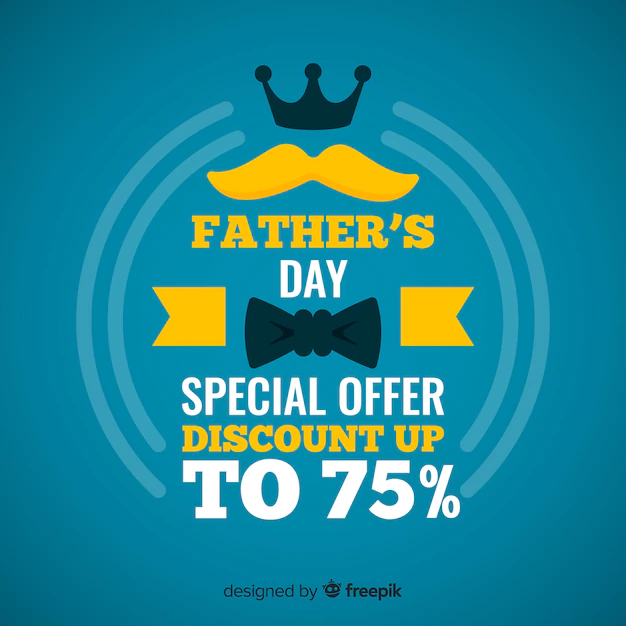 FATHER'S
DAY
SPECIAL OFFER
DISCOUNT UP
TO 75%
designed by freepik